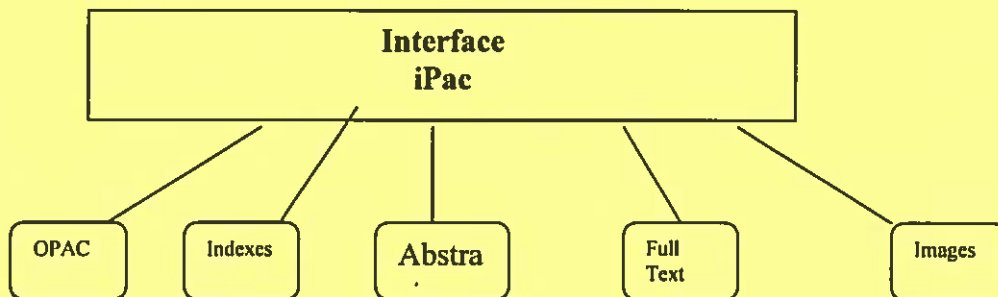 Interface
iPac
OPAC
Indexes
Abstra
Full
Text
Images